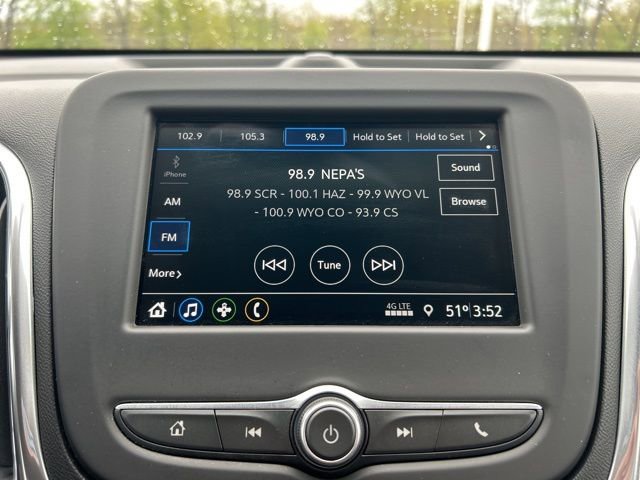 102.9 105.3 98.9 Hold to Set Hold to Set
iPhone
98.9 NEPA'S
Sound
98.9 SCR - 100.1 HAZ - 99.9 WYO VL
- 100.9 WYO CO - 93.9 CS
Browse
AM
FM
Tune
More
4G LTE
51° 3:52